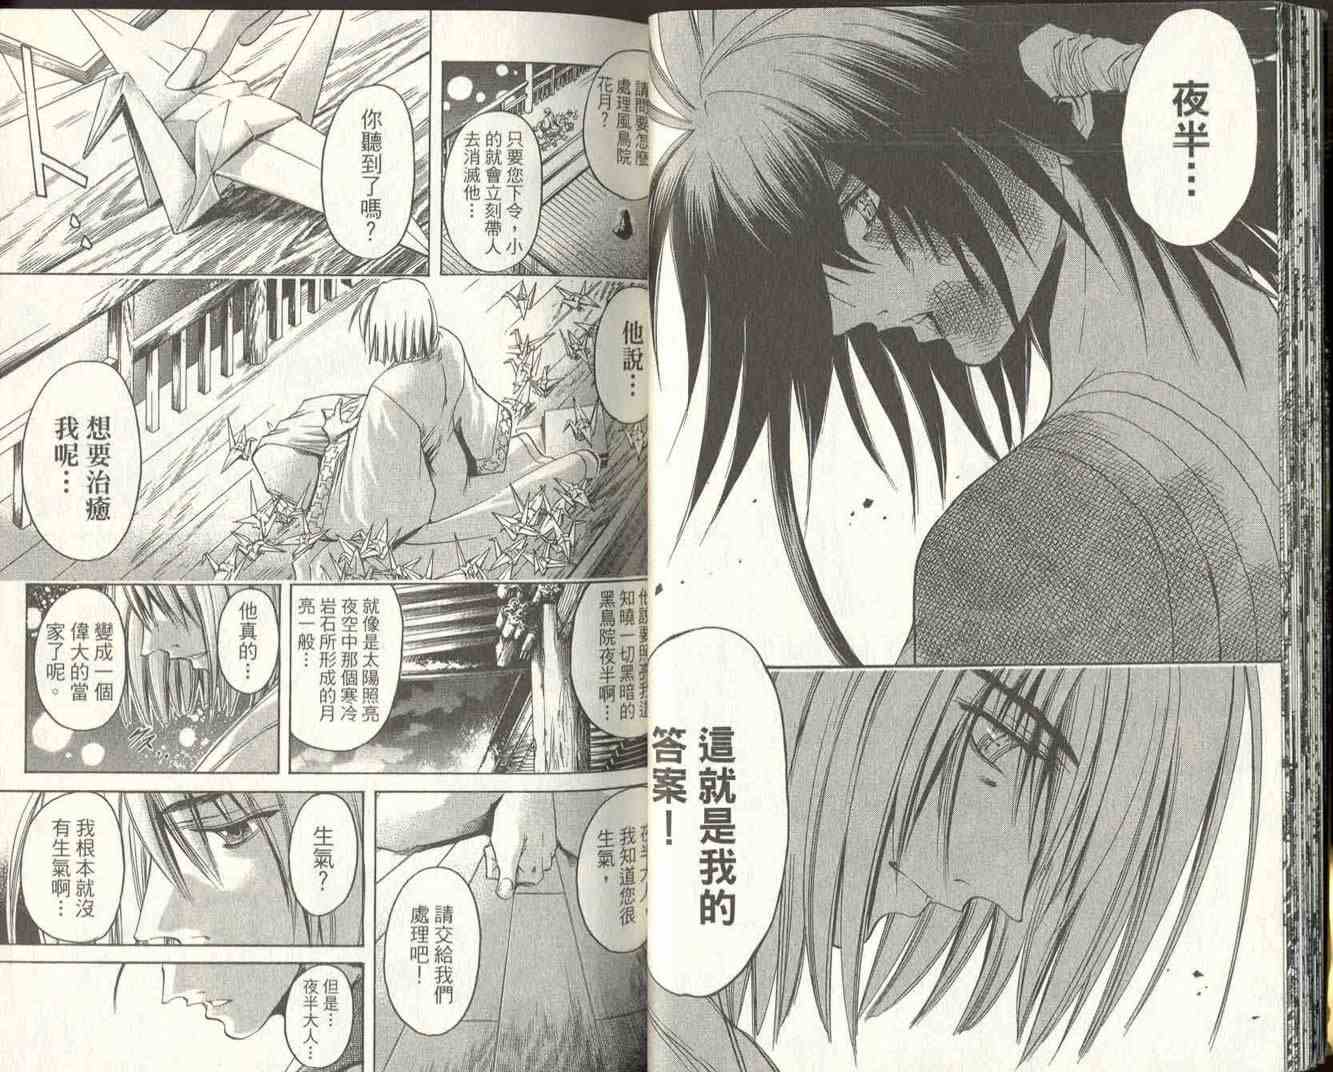 夜半…
這就是我的
答案！
請問要怎麼
處理風鳥院
花月？
只要您下令，小
的就會立刻帶人
去消滅他…
你聽到了嗎？
他說…
想要治癒
我呢…
知曉一切黑暗的
黑鳥院夜半啊…
就像是太陽照亮
夜空中那個寒冷
岩石所形成的月
亮一般…
他真的…
變成一個
偉大的當
家了呢。
夜半大人，
我知道您很
生氣，
請交給我們
處理吧！
生氣？
我根本就沒
有生氣啊…
但是…
夜半大人…